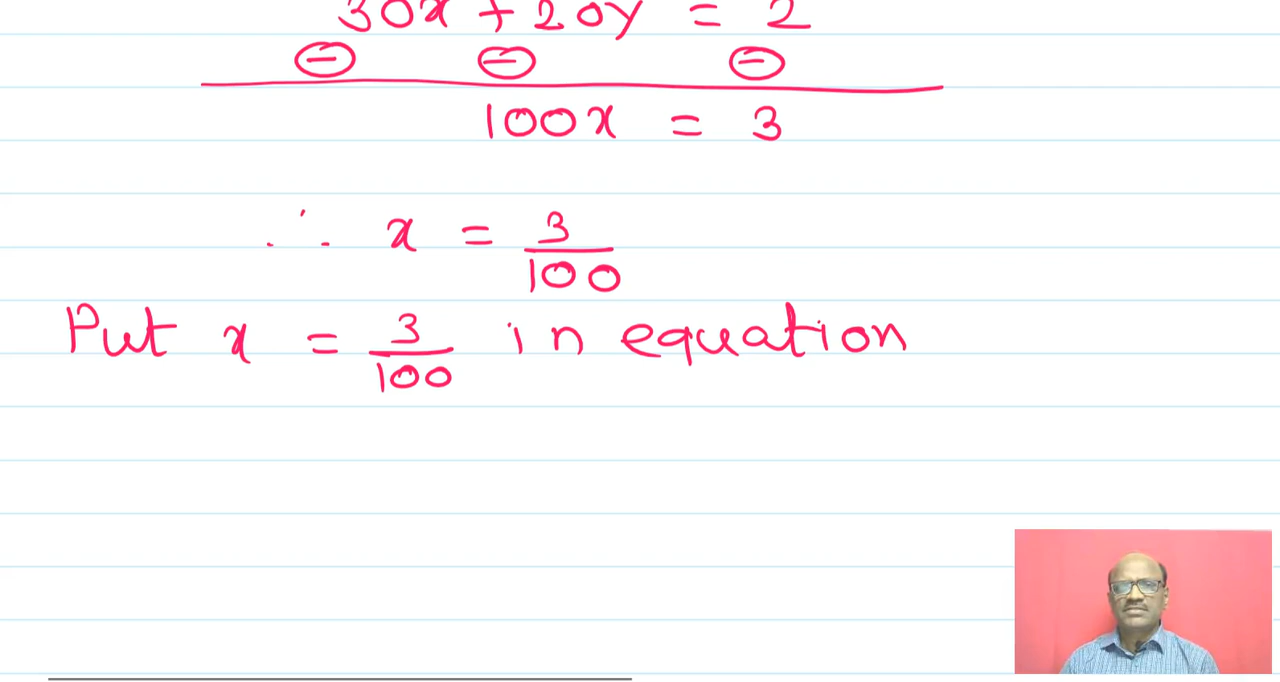 30x + 20y = 2
⊖ ⊖ ⊖
100x = 3
∴ x = 3/100
Put x = 3/100 in equation